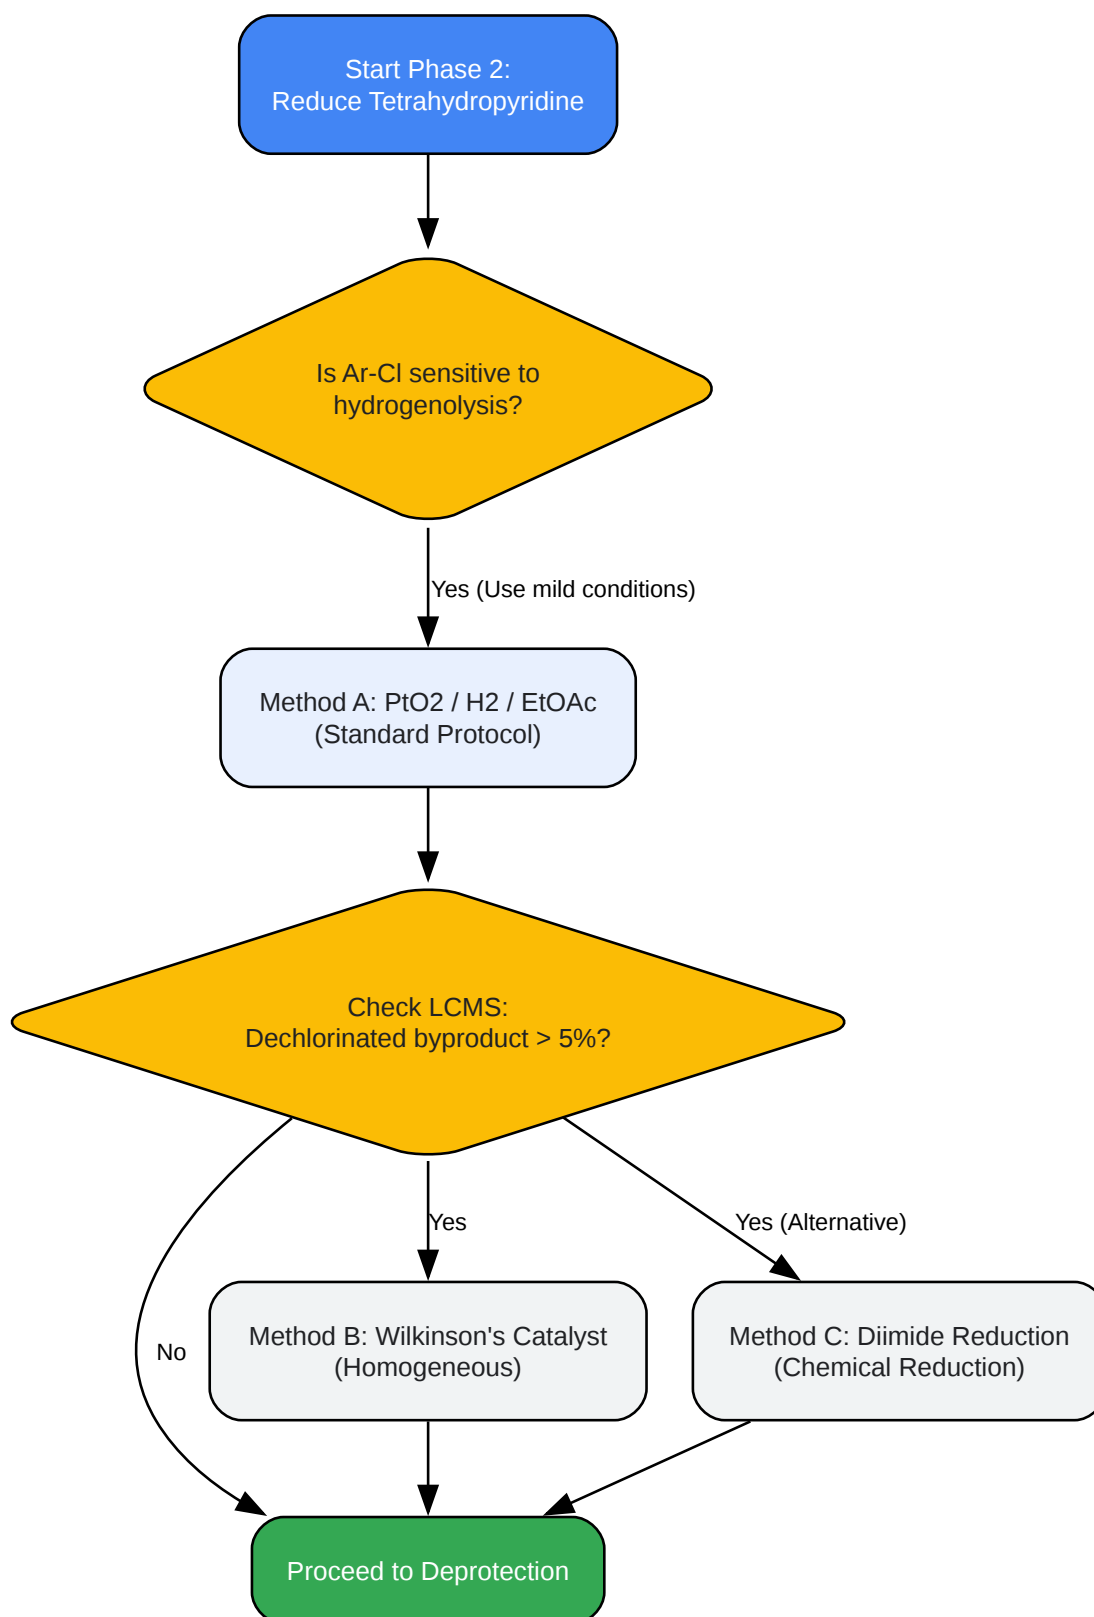 Start Phase 2:
Reduce Tetrahydropyridine
Is Ar-Cl sensitive to
hydrogenolysis?
Yes (Use mild conditions)
Method A: PtO2 / H2 / EtOAc
(Standard Protocol)
Check LCMS:
Dechlorinated byproduct > 5%?
Yes
Yes (Alternative)
No
Method B: Wilkinson's Catalyst
(Homogeneous)
Method C: Diimide Reduction
(Chemical Reduction)
Proceed to Deprotection